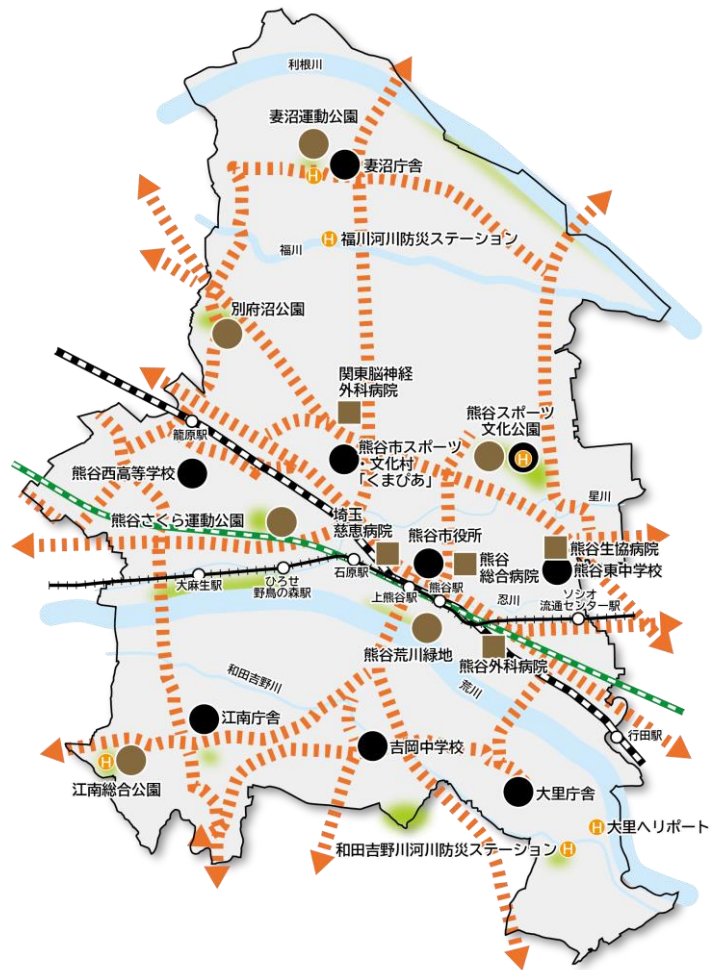 利根川
妻沼運動公園
妻沼庁舎
H
H 福川河川防災ステーション
福川
別府沼公園
関東脳神経
外科病院
熊谷スポーツ
文化公園
H
籠原駅
熊谷市スポーツ
・文化村
「くまぴあ」
熊谷西高等学校
星川
熊谷さくら運動公園
埼玉
慈恵病院
熊谷市役所
熊谷生協病院
熊谷
総合病院
熊谷東中学校
石原駅
大麻生駅
ひろせ
野鳥の森駅
上熊谷駅
熊谷駅
忍川
ソシオ
流通センター駅
熊谷荒川緑地
熊谷外科病院
和田吉野川
荒川
江南庁舎
行田駅
吉岡中学校
H
江南総合公園
大里庁舎
H 大里ヘリポート
和田吉野川河川防災ステーション H